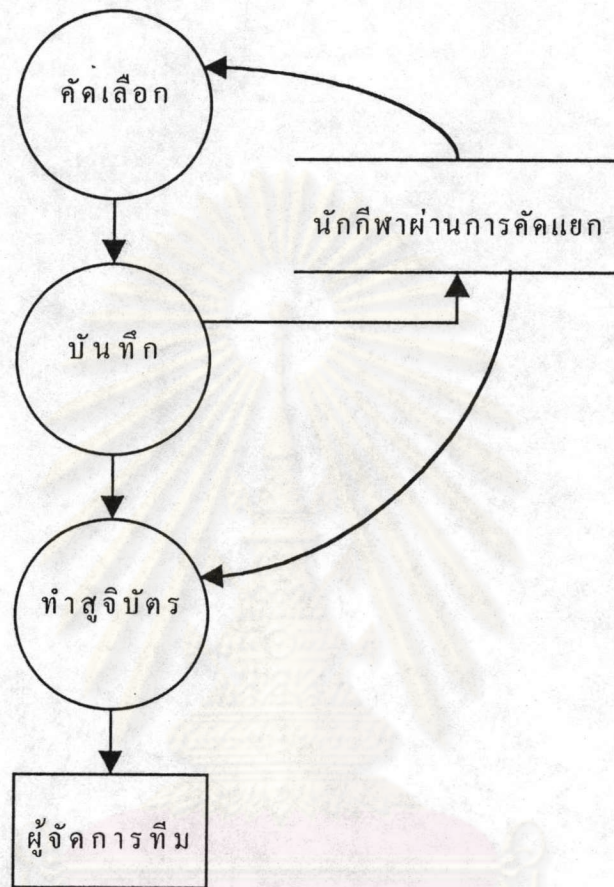 คัดเลือก
นักกีฬาผ่านการคัดแยก
บันทึก
ทำสูจิบัตร
ผู้จัดการทีม